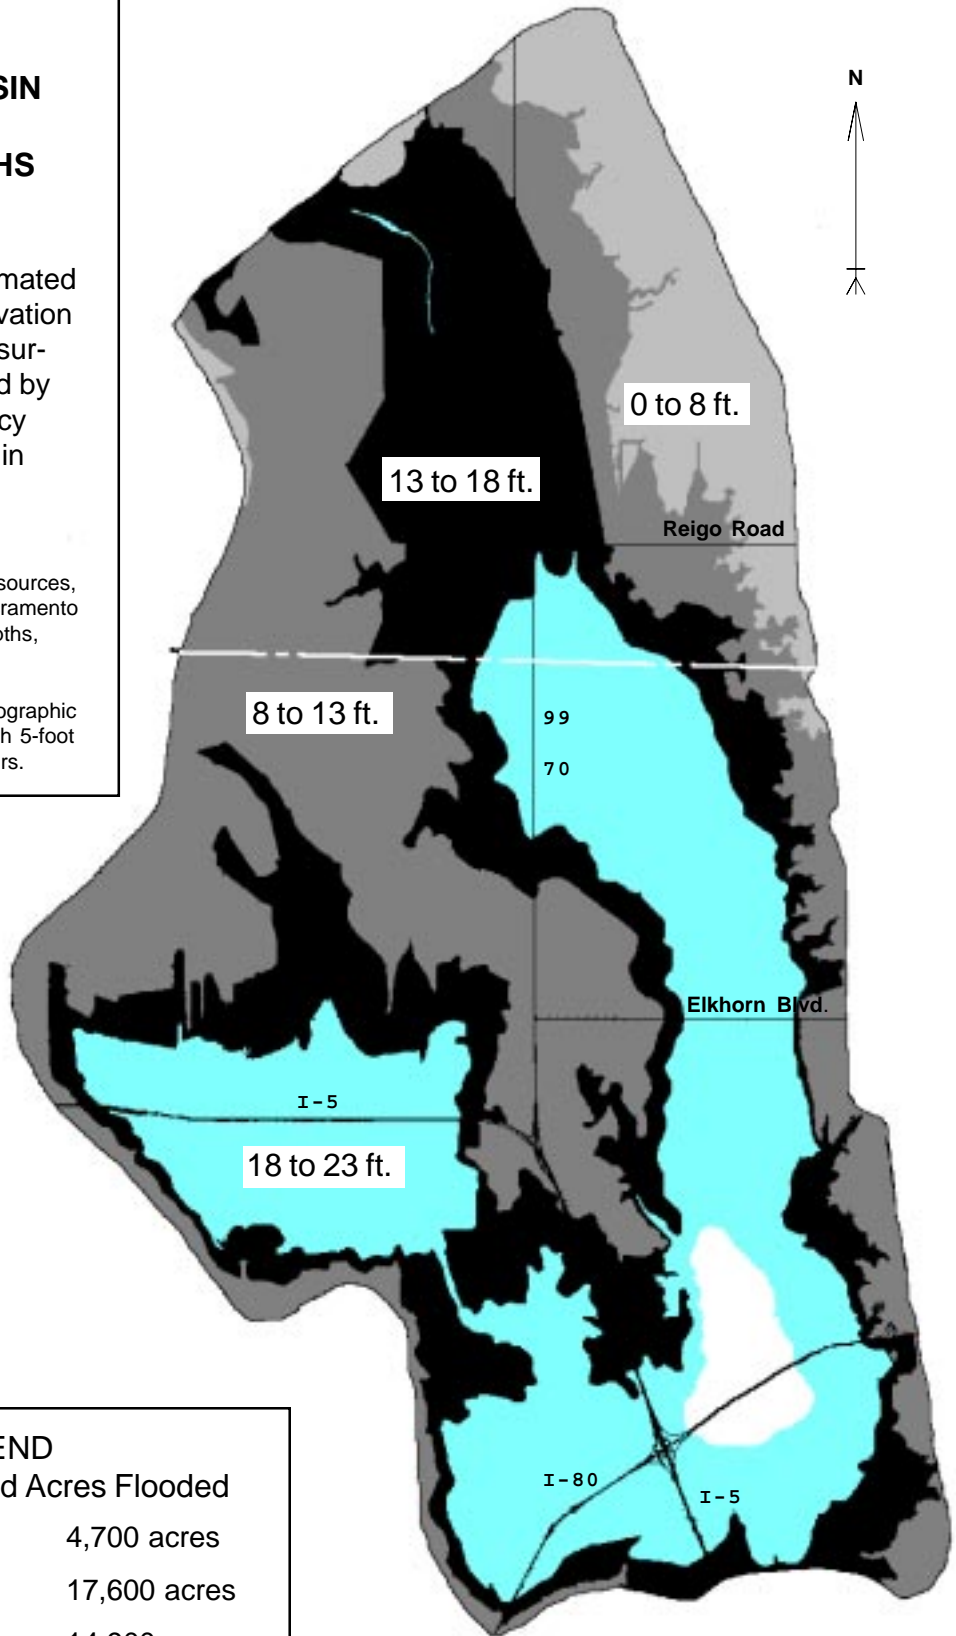 N
0 to 8 ft.
13 to 18 ft.
Reigo Road
8 to 13 ft.
99
70
Elkhorn Blvd.
I-5
18 to 23 ft.
I-80
I-5
SIN
HS
mated
vation
sur-
d by
cy
in
sources,
ramento
oths,
ographic
h 5-foot
rs.
END
d Acres Flooded
4,700 acres
17,600 acres